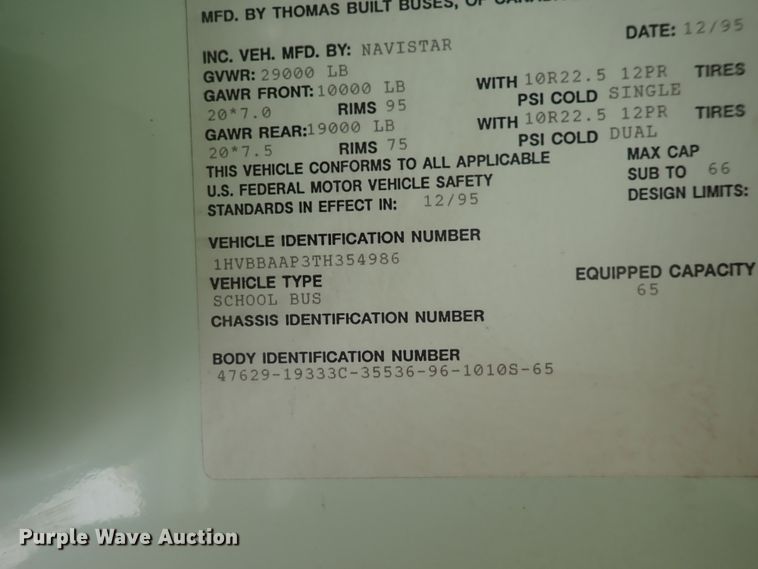 MFD. BY THOMAS BUILT BUSES, OF
DATE: 12/95
INC. VEH. MFD. BY: NAVISTAR
GVWR: 29000 LB
GAWR FRONT: 10000 LB WITH 10R22.5 12PR TIRES
20*7.0 RIMS 95 PSI COLD SINGLE
GAWR REAR: 19000 LB WITH 10R22.5 12PR TIRES
20*7.5 RIMS 75 PSI COLD DUAL
THIS VEHICLE CONFORMS TO ALL APPLICABLE MAX CAP
U.S. FEDERAL MOTOR VEHICLE SAFETY SUB TO 66
STANDARDS IN EFFECT IN: 12/95 DESIGN LIMITS:
VEHICLE IDENTIFICATION NUMBER
1HVBBAAP3TH354986
VEHICLE TYPE EQUIPPED CAPACITY
SCHOOL BUS 65
CHASSIS IDENTIFICATION NUMBER
BODY IDENTIFICATION NUMBER
47629-19333C-35536-96-1010S-65
Purple Wave Auction